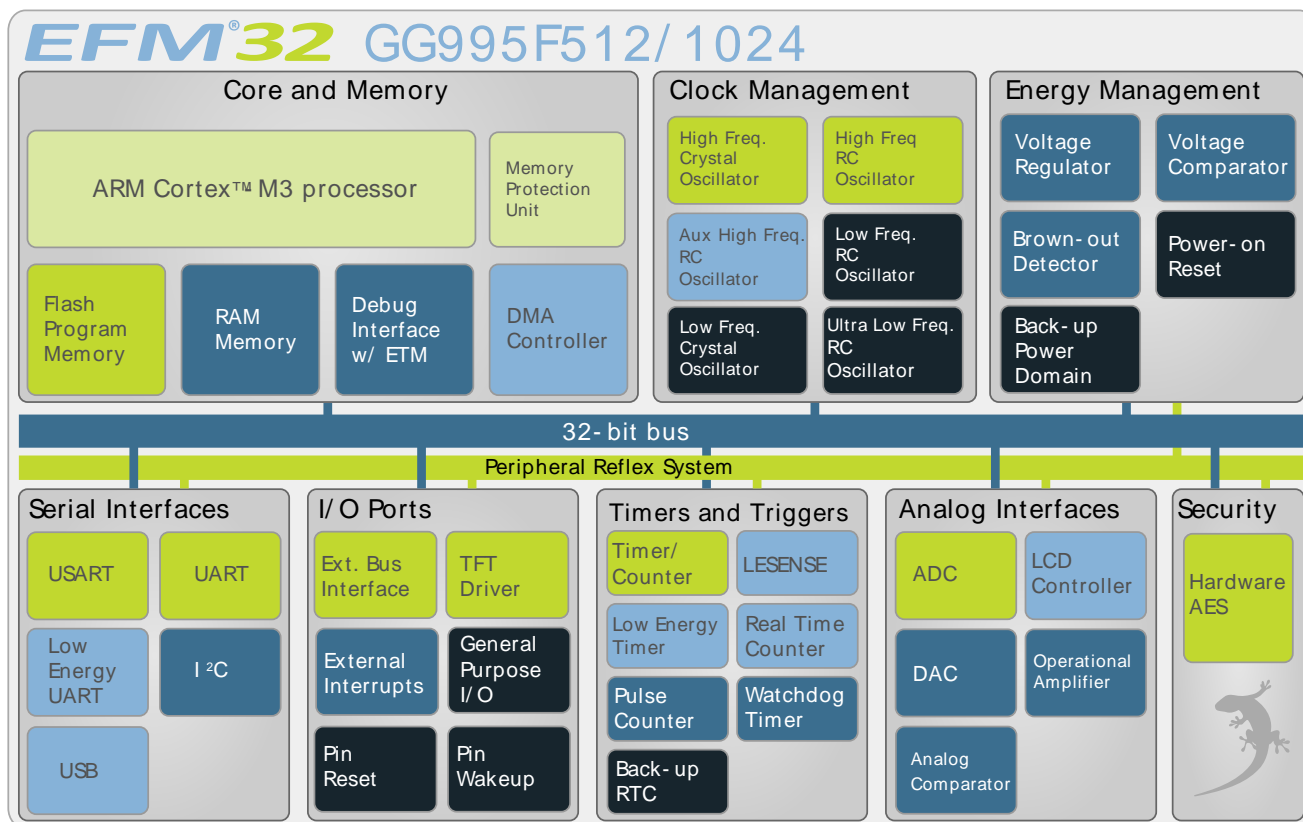 EFM®32 GG995F512/1024
Core and Memory
ARM Cortex™ M3 processor
Memory
Protection
Unit
Flash
Program
Memory
RAM
Memory
Debug
Interface
w/ ETM
DMA
Controller
Clock Management
High Freq.
Crystal
Oscillator
High Freq
RC
Oscillator
Aux High Freq.
RC
Oscillator
Low Freq.
RC
Oscillator
Low Freq.
Crystal
Oscillator
Ultra Low Freq.
RC
Oscillator
Energy Management
Voltage
Regulator
Voltage
Comparator
Brown-out
Detector
Power-on
Reset
Back-up
Power
Domain
32-bit bus
Peripheral Reflex System
Serial Interfaces
USART
UART
Low
Energy
UART
I²C
USB
I/O Ports
Ext. Bus
Interface
TFT
Driver
External
Interrupts
General
Purpose
I/O
Pin
Reset
Pin
Wakeup
Timers and Triggers
Timer/
Counter
LESENSE
Low Energy
Timer
Real Time
Counter
Pulse
Counter
Watchdog
Timer
Back-up
RTC
Analog Interfaces
ADC
LCD
Controller
DAC
Operational
Amplifier
Analog
Comparator
Security
Hardware
AES